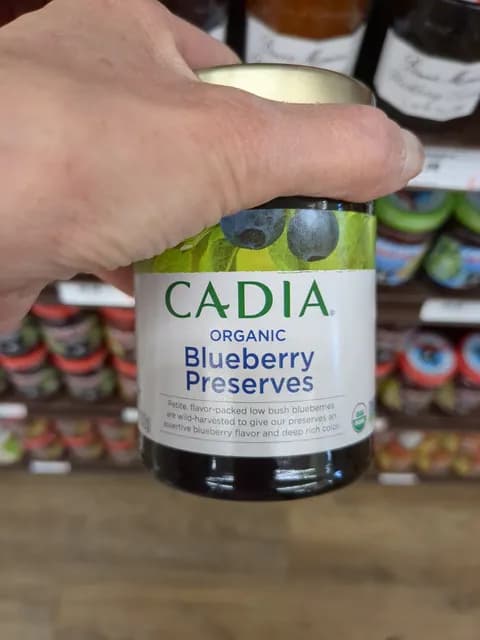 CADIA
ORGANIC
Blueberry
Preserves
Petite, flavor-packed low bush blueberries
are wild-harvested to give our preserves an
assertive blueberry flavor and deep rich color.
USDA